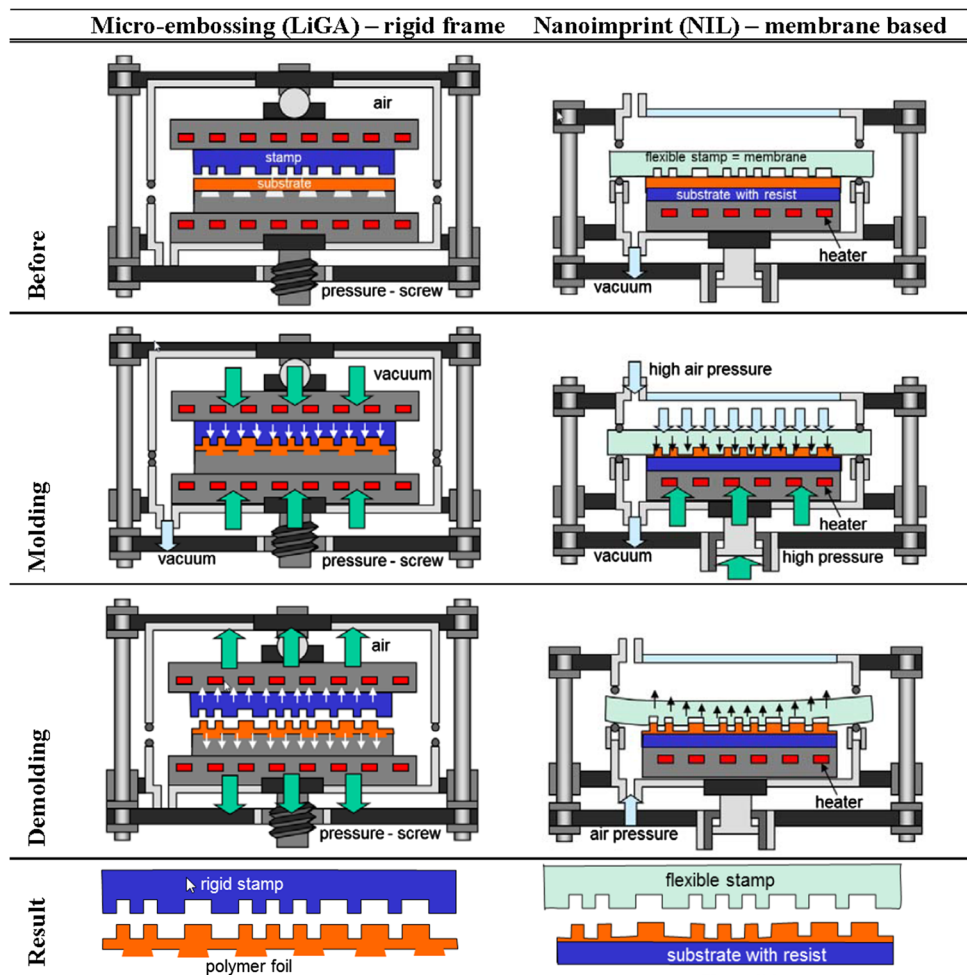 Micro-embossing (LiGA) – rigid frame
Nanoimprint (NIL) – membrane based
Before
air
stamp
substrate
pressure - screw
flexible stamp = membrane
substrate with resist
heater
vacuum
Molding
vacuum
vacuum
pressure - screw
high air pressure
heater
vacuum
high pressure
Demolding
air
pressure - screw
heater
air pressure
Result
rigid stamp
polymer foil
flexible stamp
substrate with resist